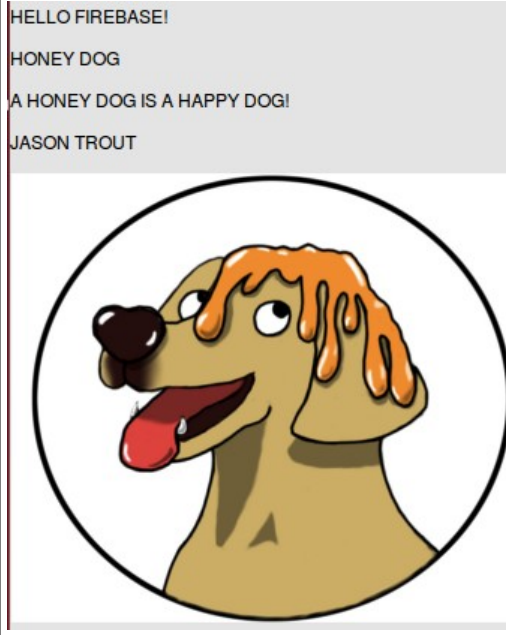 HELLO FIREBASE!
HONEY DOG
A HONEY DOG IS A HAPPY DOG!
JASON TROUT